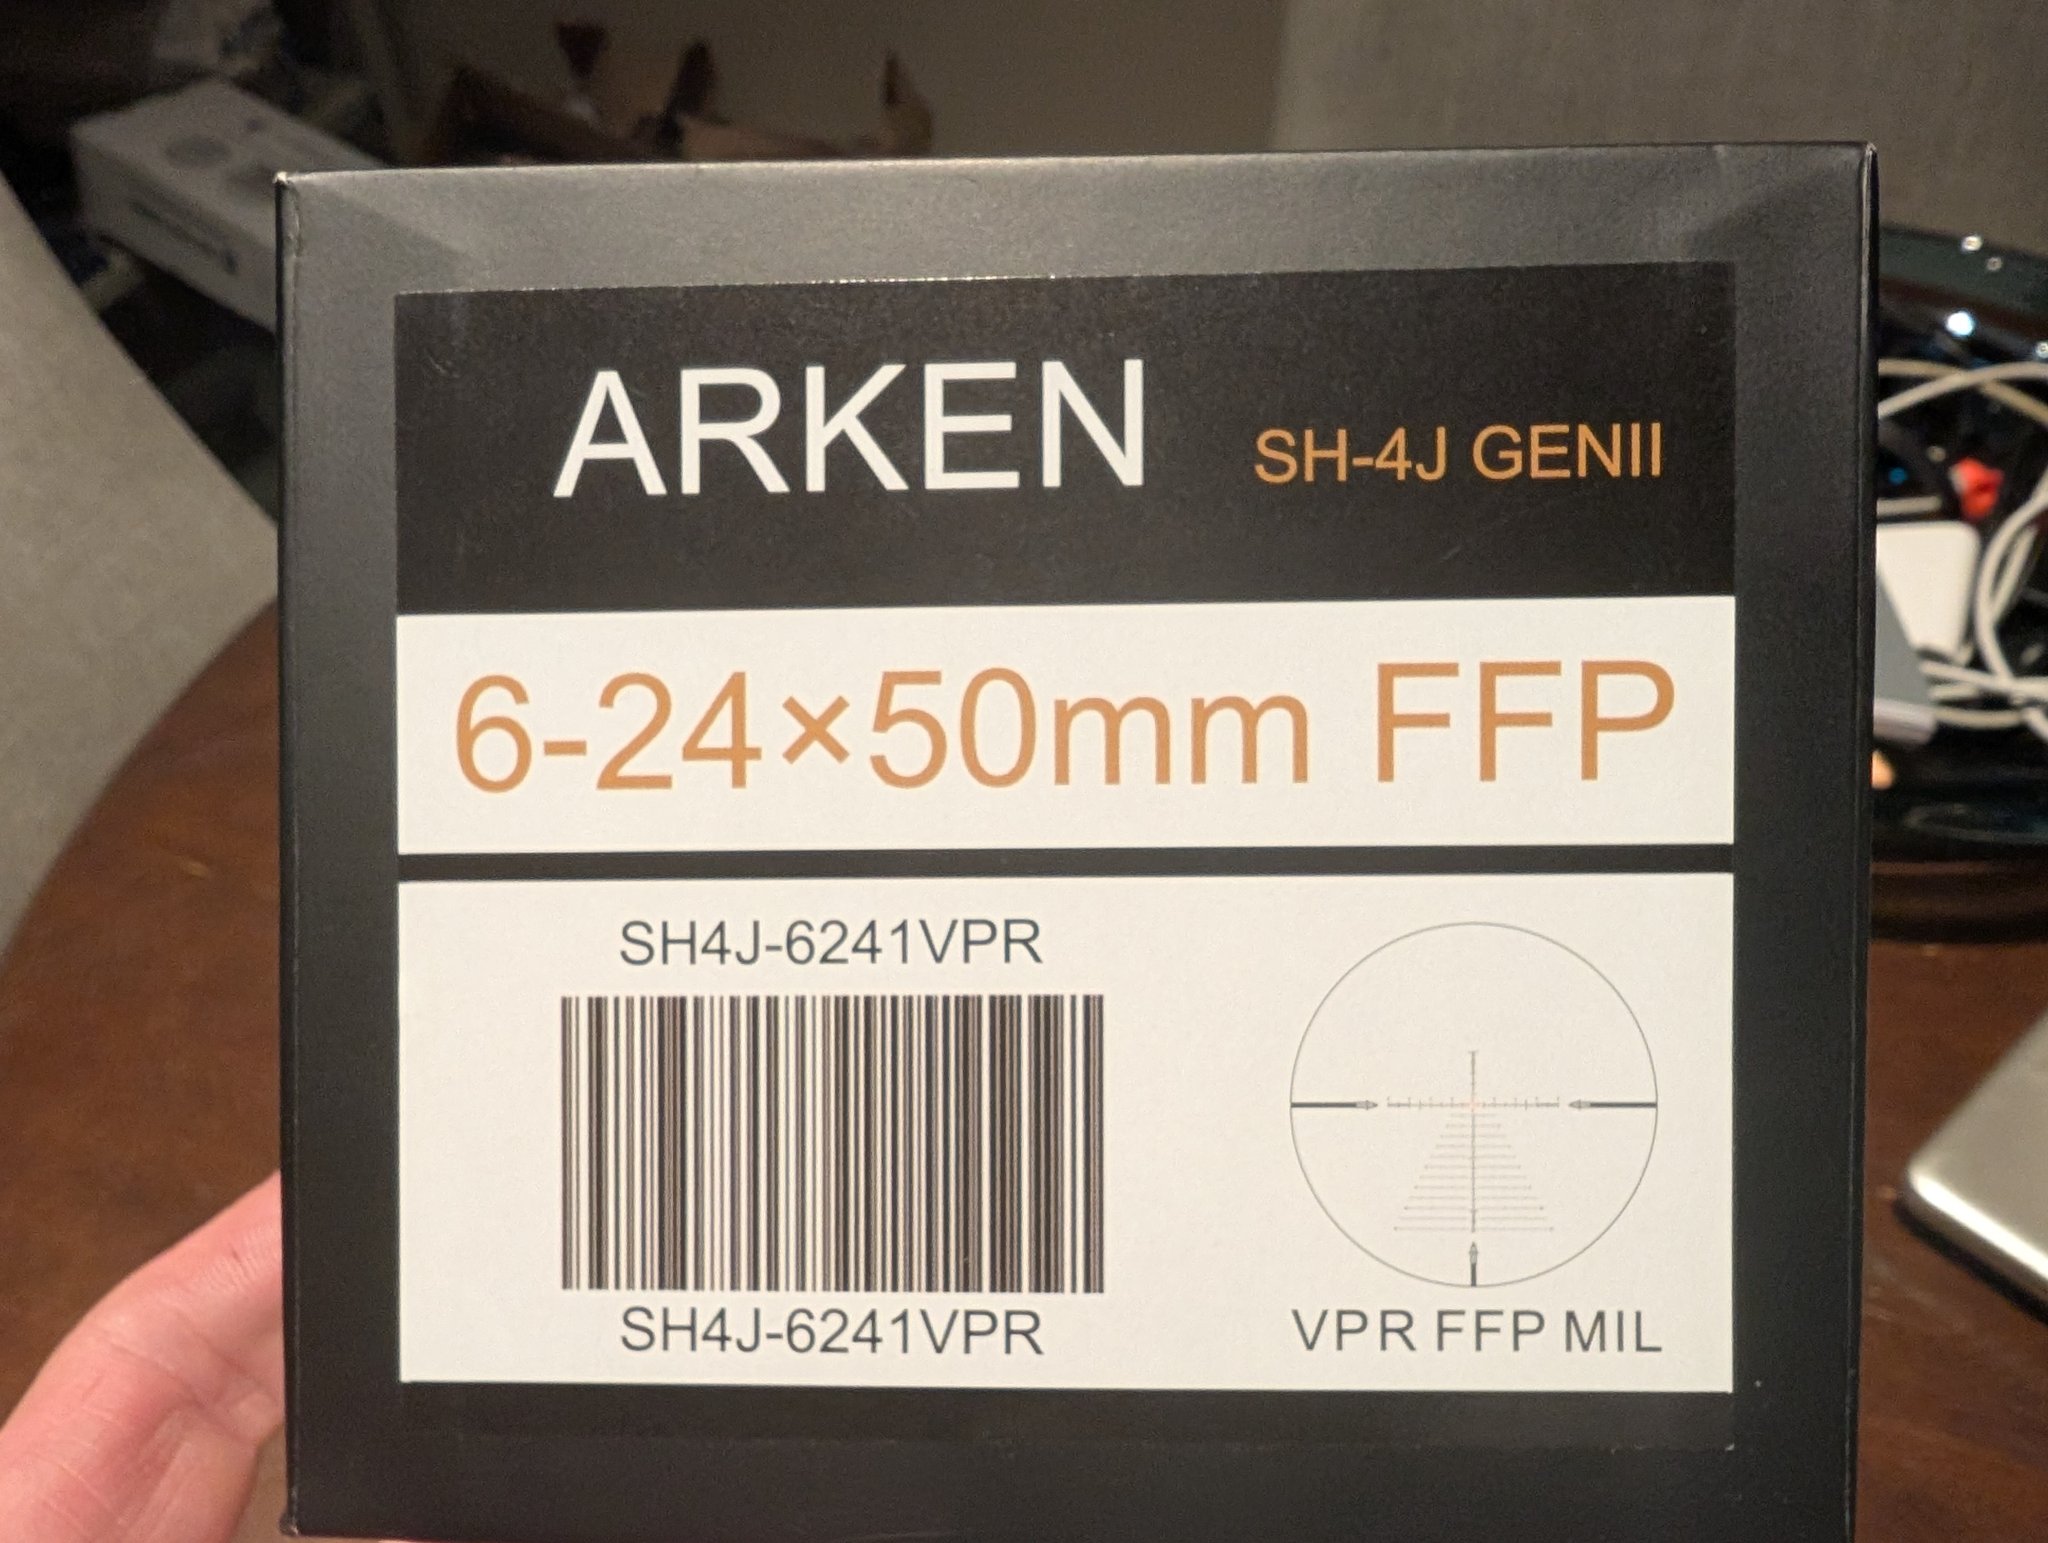 ARKEN SH-4J GENII
6-24×50mm FFP
SH4J-6241VPR
SH4J-6241VPR
VPR FFP MIL